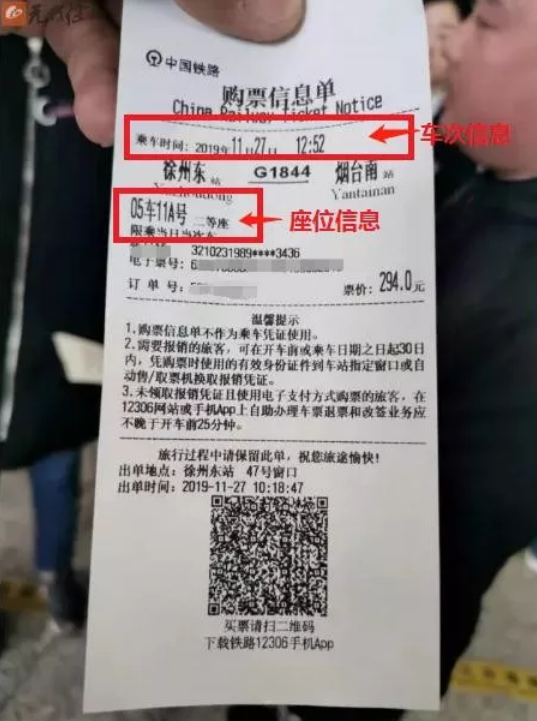 无线徐州
中国铁路
购票信息单
China Railway Ticket Notice
乘车时间: 2019年11月27日 12:52
车次信息
徐州东站 G1844 烟台南站
Xuzhoudong Yantainan
05车11A号 二等座
座位信息
限乘当日当次车
3210231989****3436
电子票号:
订 单 号: 票价: 294.0元
温馨提示
1.购票信息单不作为乘车凭证使用。
2.需要报销的旅客, 可在开车前或乘车日期之日起30日
内, 凭购票时使用的有效身份证件到车站指定窗口或自
动售/取票机换取报销凭证。
3.未领取报销凭证且使用电子支付方式购票的旅客, 在
12306网站或手机App上自助办理车票退票和改签业务应
不晚于开车前25分钟。
旅行过程中请保留此单, 祝您旅途愉快!
出单地点: 徐州东站 47号窗口
出单时间: 2019-11-27 10:18:47
买票请扫二维码
下载铁路12306手机App